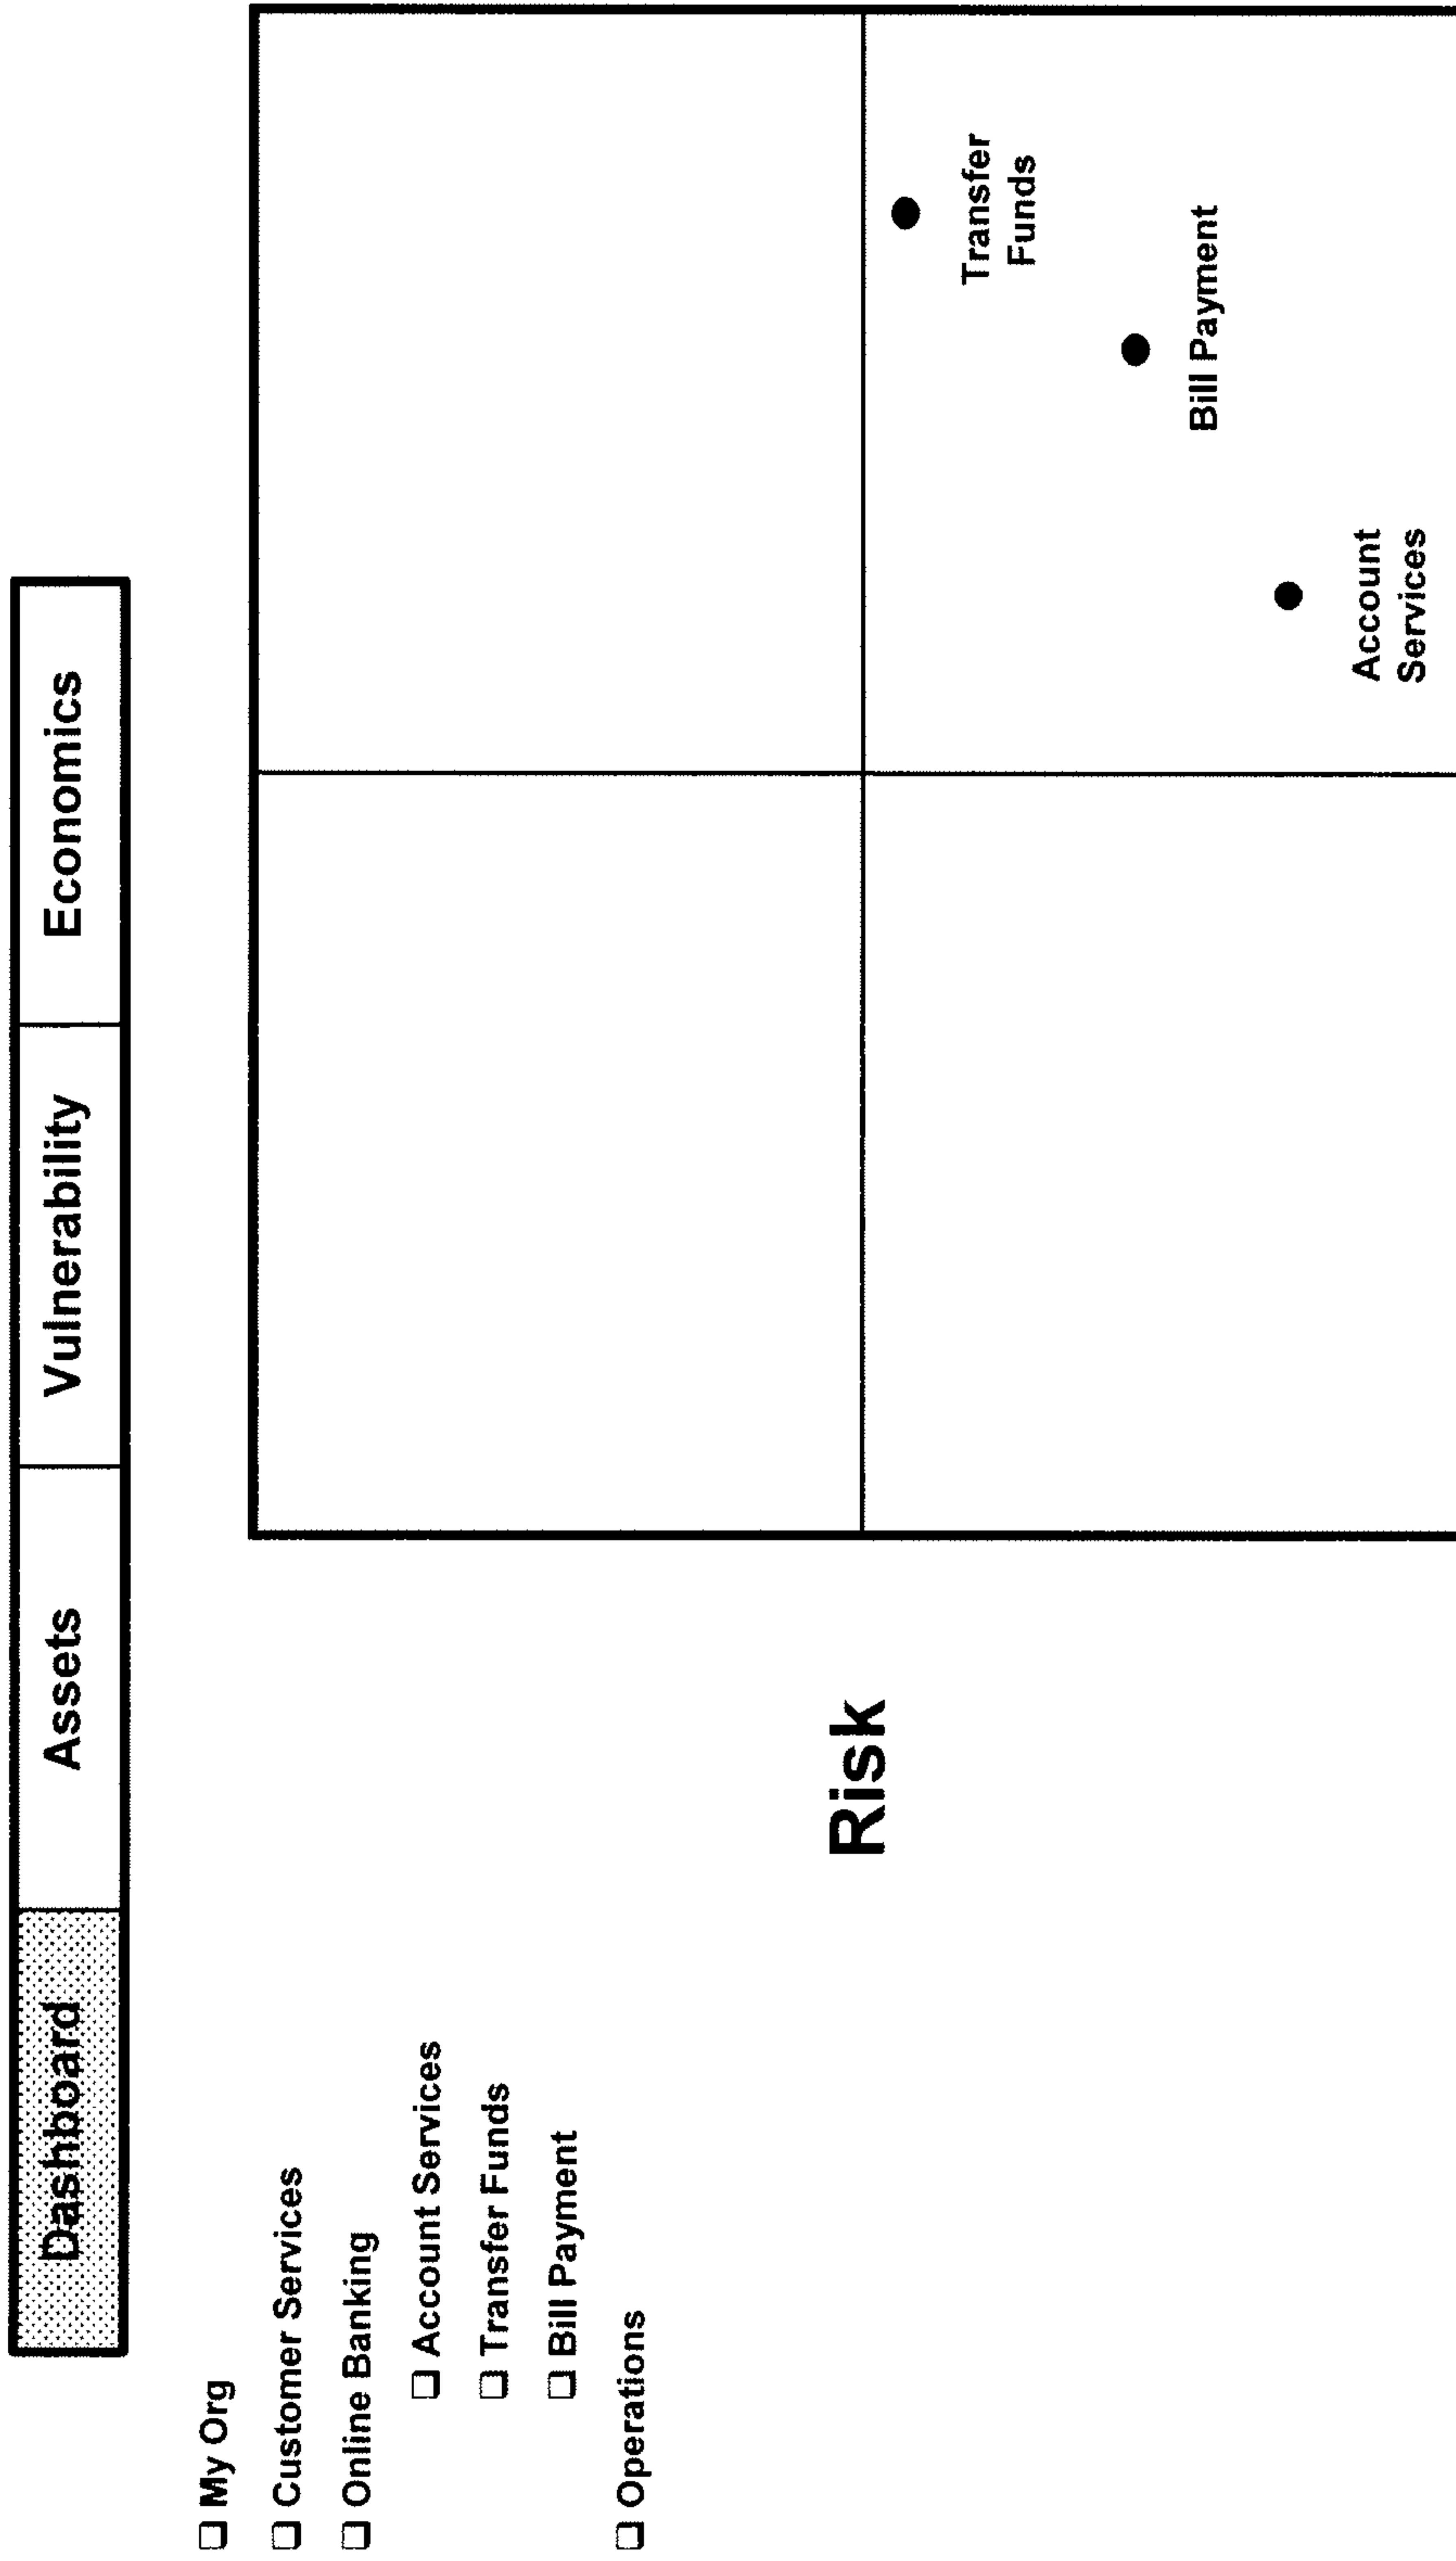 Dashboard
Assets
Vulnerability
Economics
❑ My Org
❑ Customer Services
❑ Online Banking
❑ Account Services
❑ Transfer Funds
❑ Bill Payment
❑ Operations
Risk
Transfer
Funds
Bill Payment
Account
Services